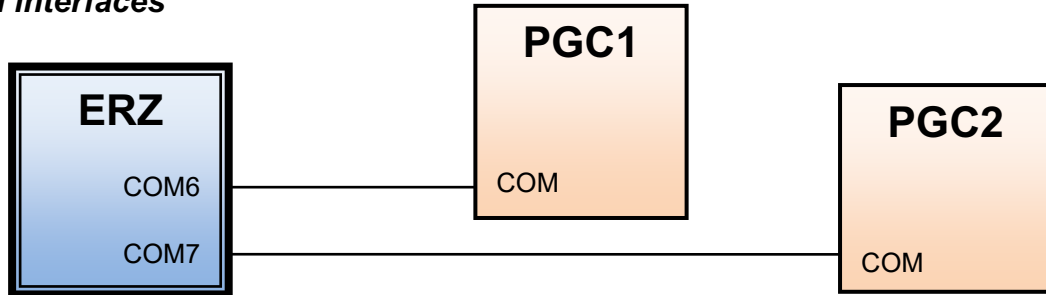 interfaces
PGC1
ERZ
PGC2
COM6
COM
COM7
COM